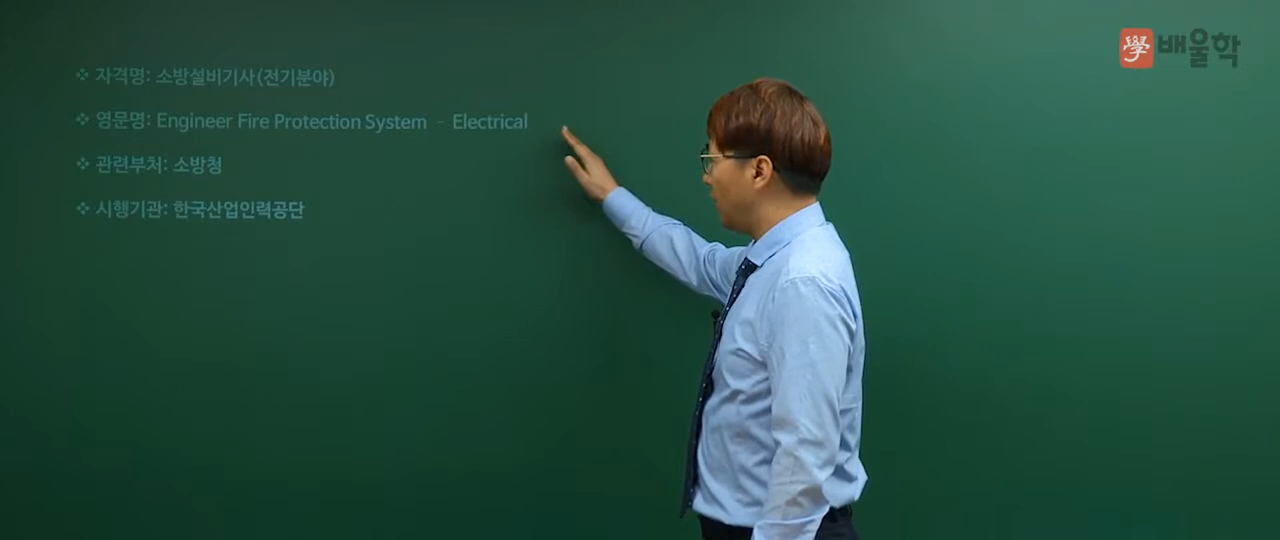 ❖ 자격명: 소방설비기사(전기분야)
❖ 영문명: Engineer Fire Protection System - Electrical
❖ 관련부처: 소방청
❖ 시행기관: 한국산업인력공단
學 배울학